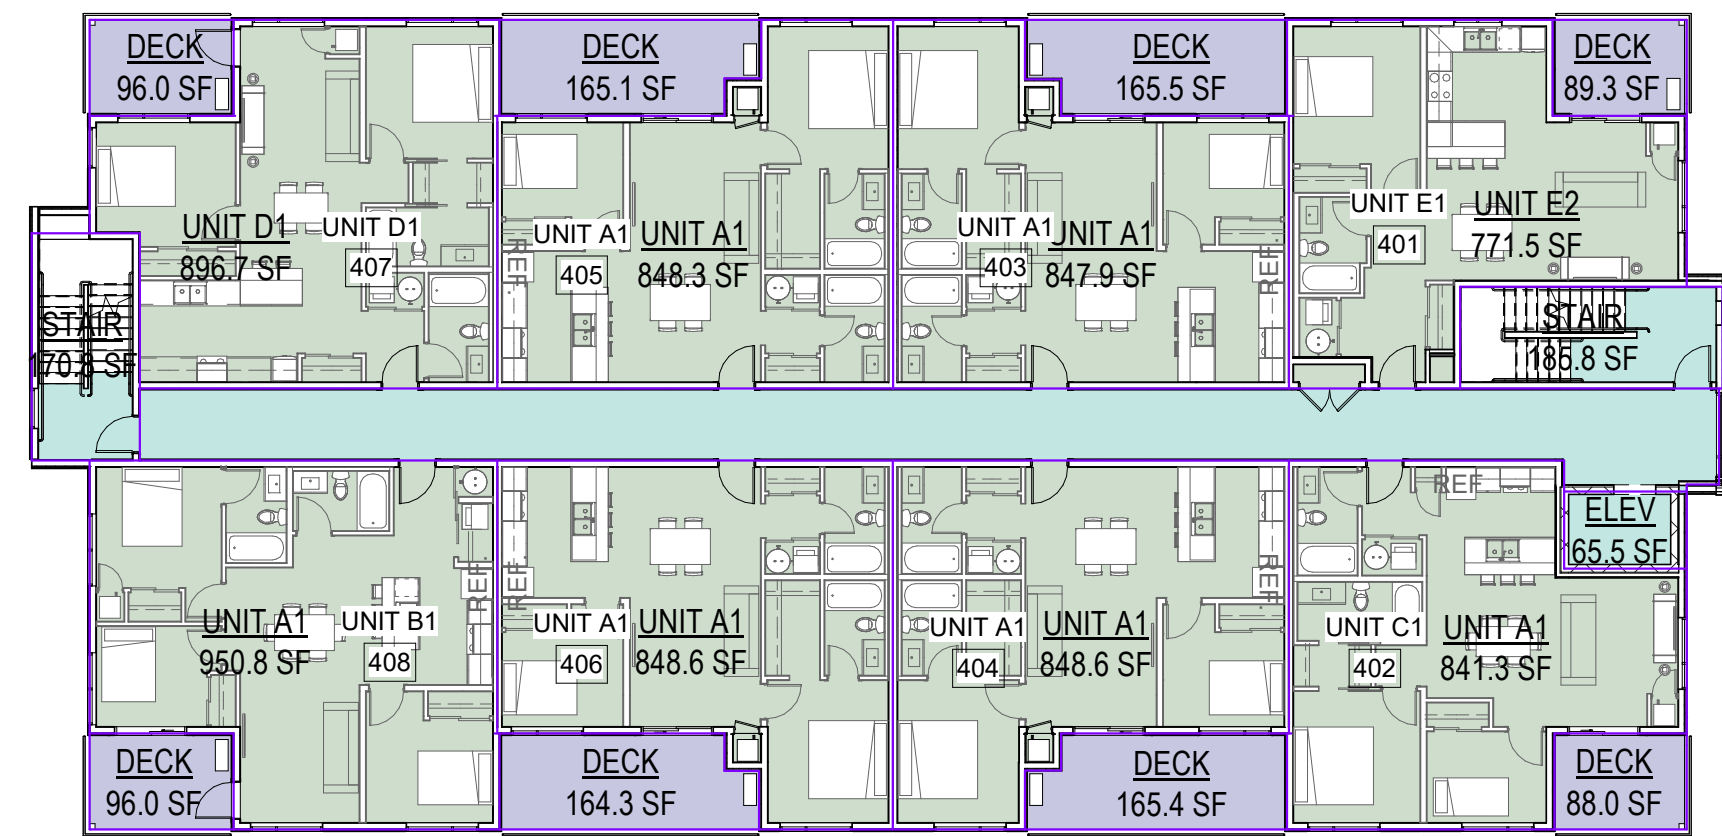 DECK
96.0 SF
DECK
165.1 SF
DECK
165.5 SF
DECK
89.3 SF
UNIT D1
896.7 SF
UNIT D1
407
REF
UNIT A1
405
UNIT A1
848.3 SF
UNIT A1
403
UNIT A1
847.9 SF
REF
UNIT E1
401
UNIT E2
771.5 SF
STAIR
170.8 SF
STAIR
185.8 SF
UNIT A1
950.8 SF
UNIT B1
408
REF
REF
UNIT A1
406
UNIT A1
848.6 SF
UNIT A1
404
UNIT A1
848.6 SF
REF
REF
UNIT C1
402
UNIT A1
841.3 SF
ELEV
65.5 SF
DECK
96.0 SF
DECK
164.3 SF
DECK
165.4 SF
DECK
88.0 SF